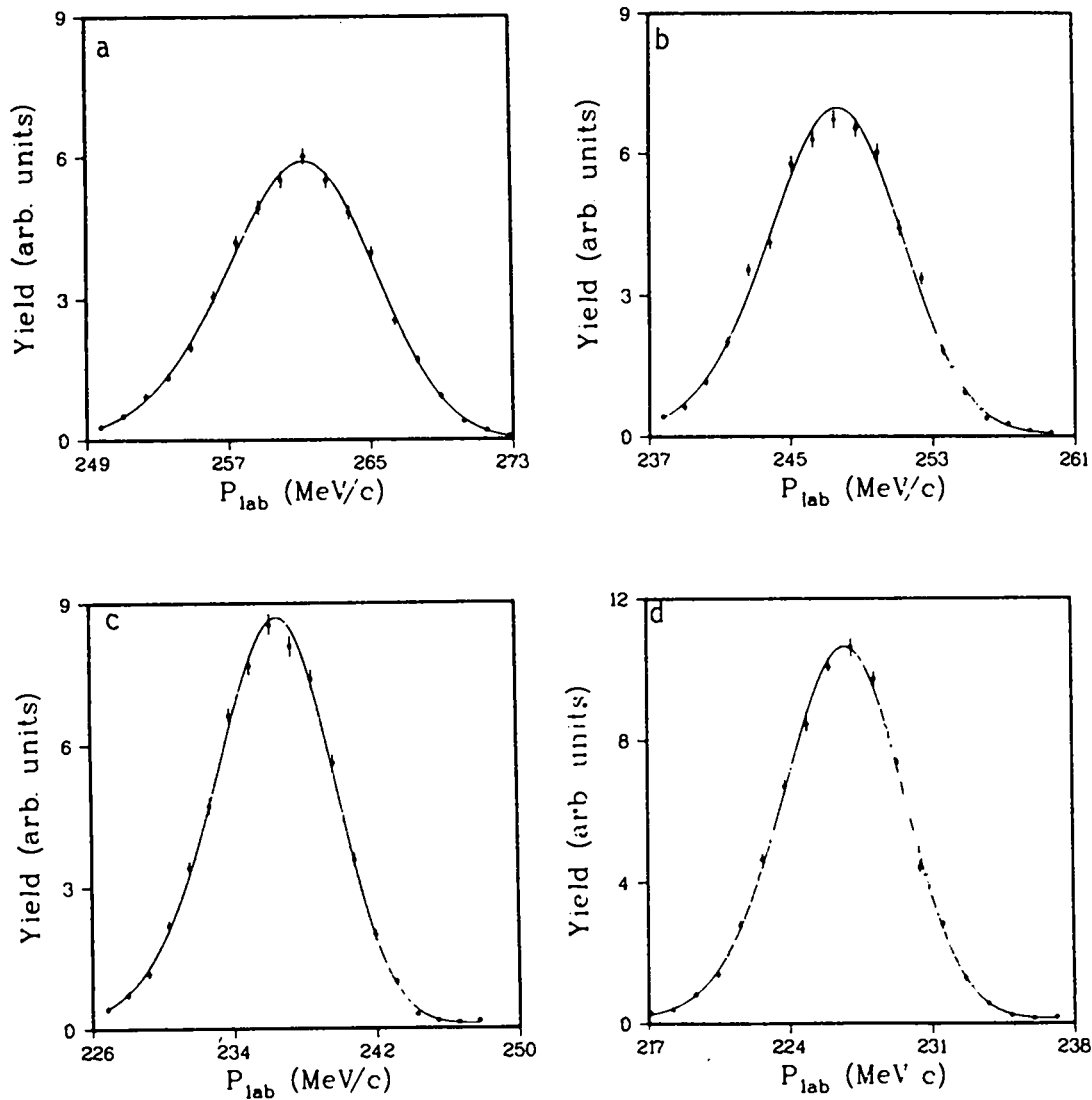 a
9
6
3
0
Yield (arb. units)
249 257 265 273
P_lab (MeV/c)
b
9
6
3
0
Yield (arb. units)
237 245 253 261
P_lab (MeV/c)
c
9
6
3
0
Yield (arb. units)
226 234 242 250
P_lab (MeV/c)
d
12
8
4
0
Yield (arb units)
217 224 231 238
P_lab (MeV c)